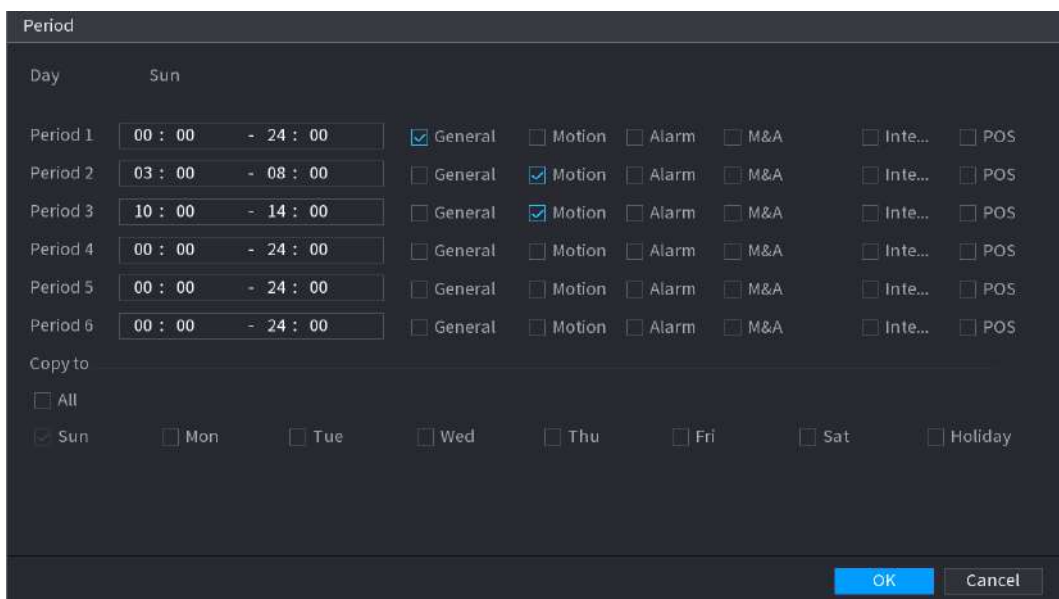 Period
Day Sun
Period 1 00 : 00 - 24 : 00 General Motion Alarm M&A Inte... POS
Period 2 03 : 00 - 08 : 00 General Motion Alarm M&A Inte... POS
Period 3 10 : 00 - 14 : 00 General Motion Alarm M&A Inte... POS
Period 4 00 : 00 - 24 : 00 General Motion Alarm M&A Inte... POS
Period 5 00 : 00 - 24 : 00 General Motion Alarm M&A Inte... POS
Period 6 00 : 00 - 24 : 00 General Motion Alarm M&A Inte... POS
Copy to
All
Sun Mon Tue Wed Thu Fri Sat Holiday
OK Cancel